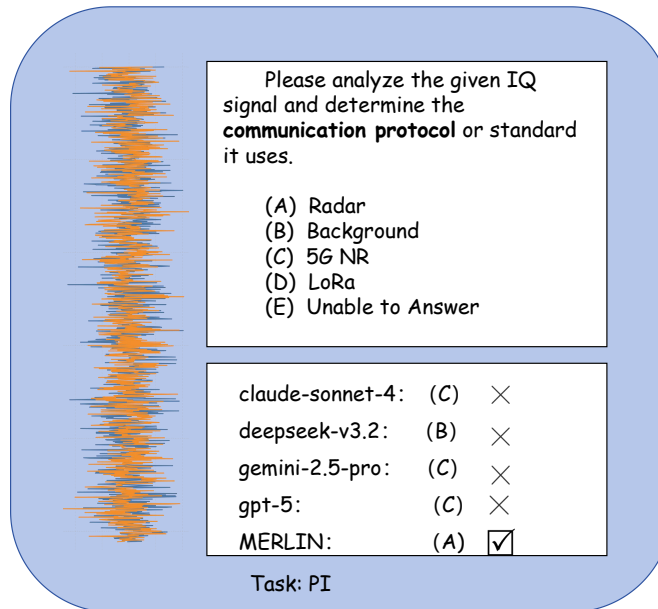 Please analyze the given IQ
signal and determine the
communication protocol or standard
it uses.
(A) Radar
(B) Background
(C) 5G NR
(D) LoRa
(E) Unable to Answer
claude-sonnet-4: (C) ×
deepseek-v3.2: (B) ×
gemini-2.5-pro: (C) ×
gpt-5: (C) ×
MERLIN: (A) ☑
Task: PI